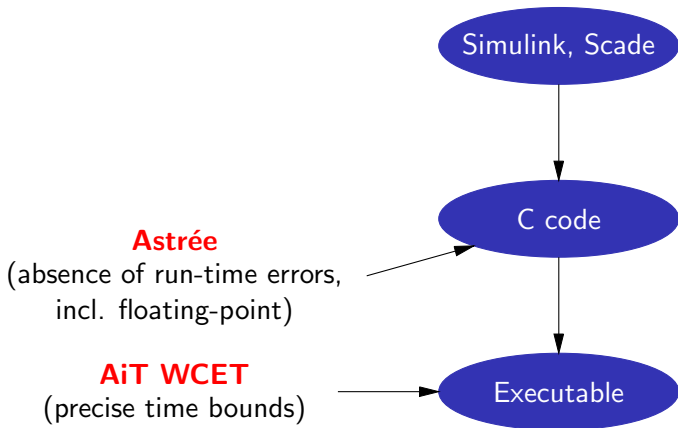 Simulink, Scade
C code
Astrée
(absence of run-time errors,
incl. floating-point)
AiT WCET
(precise time bounds)
Executable